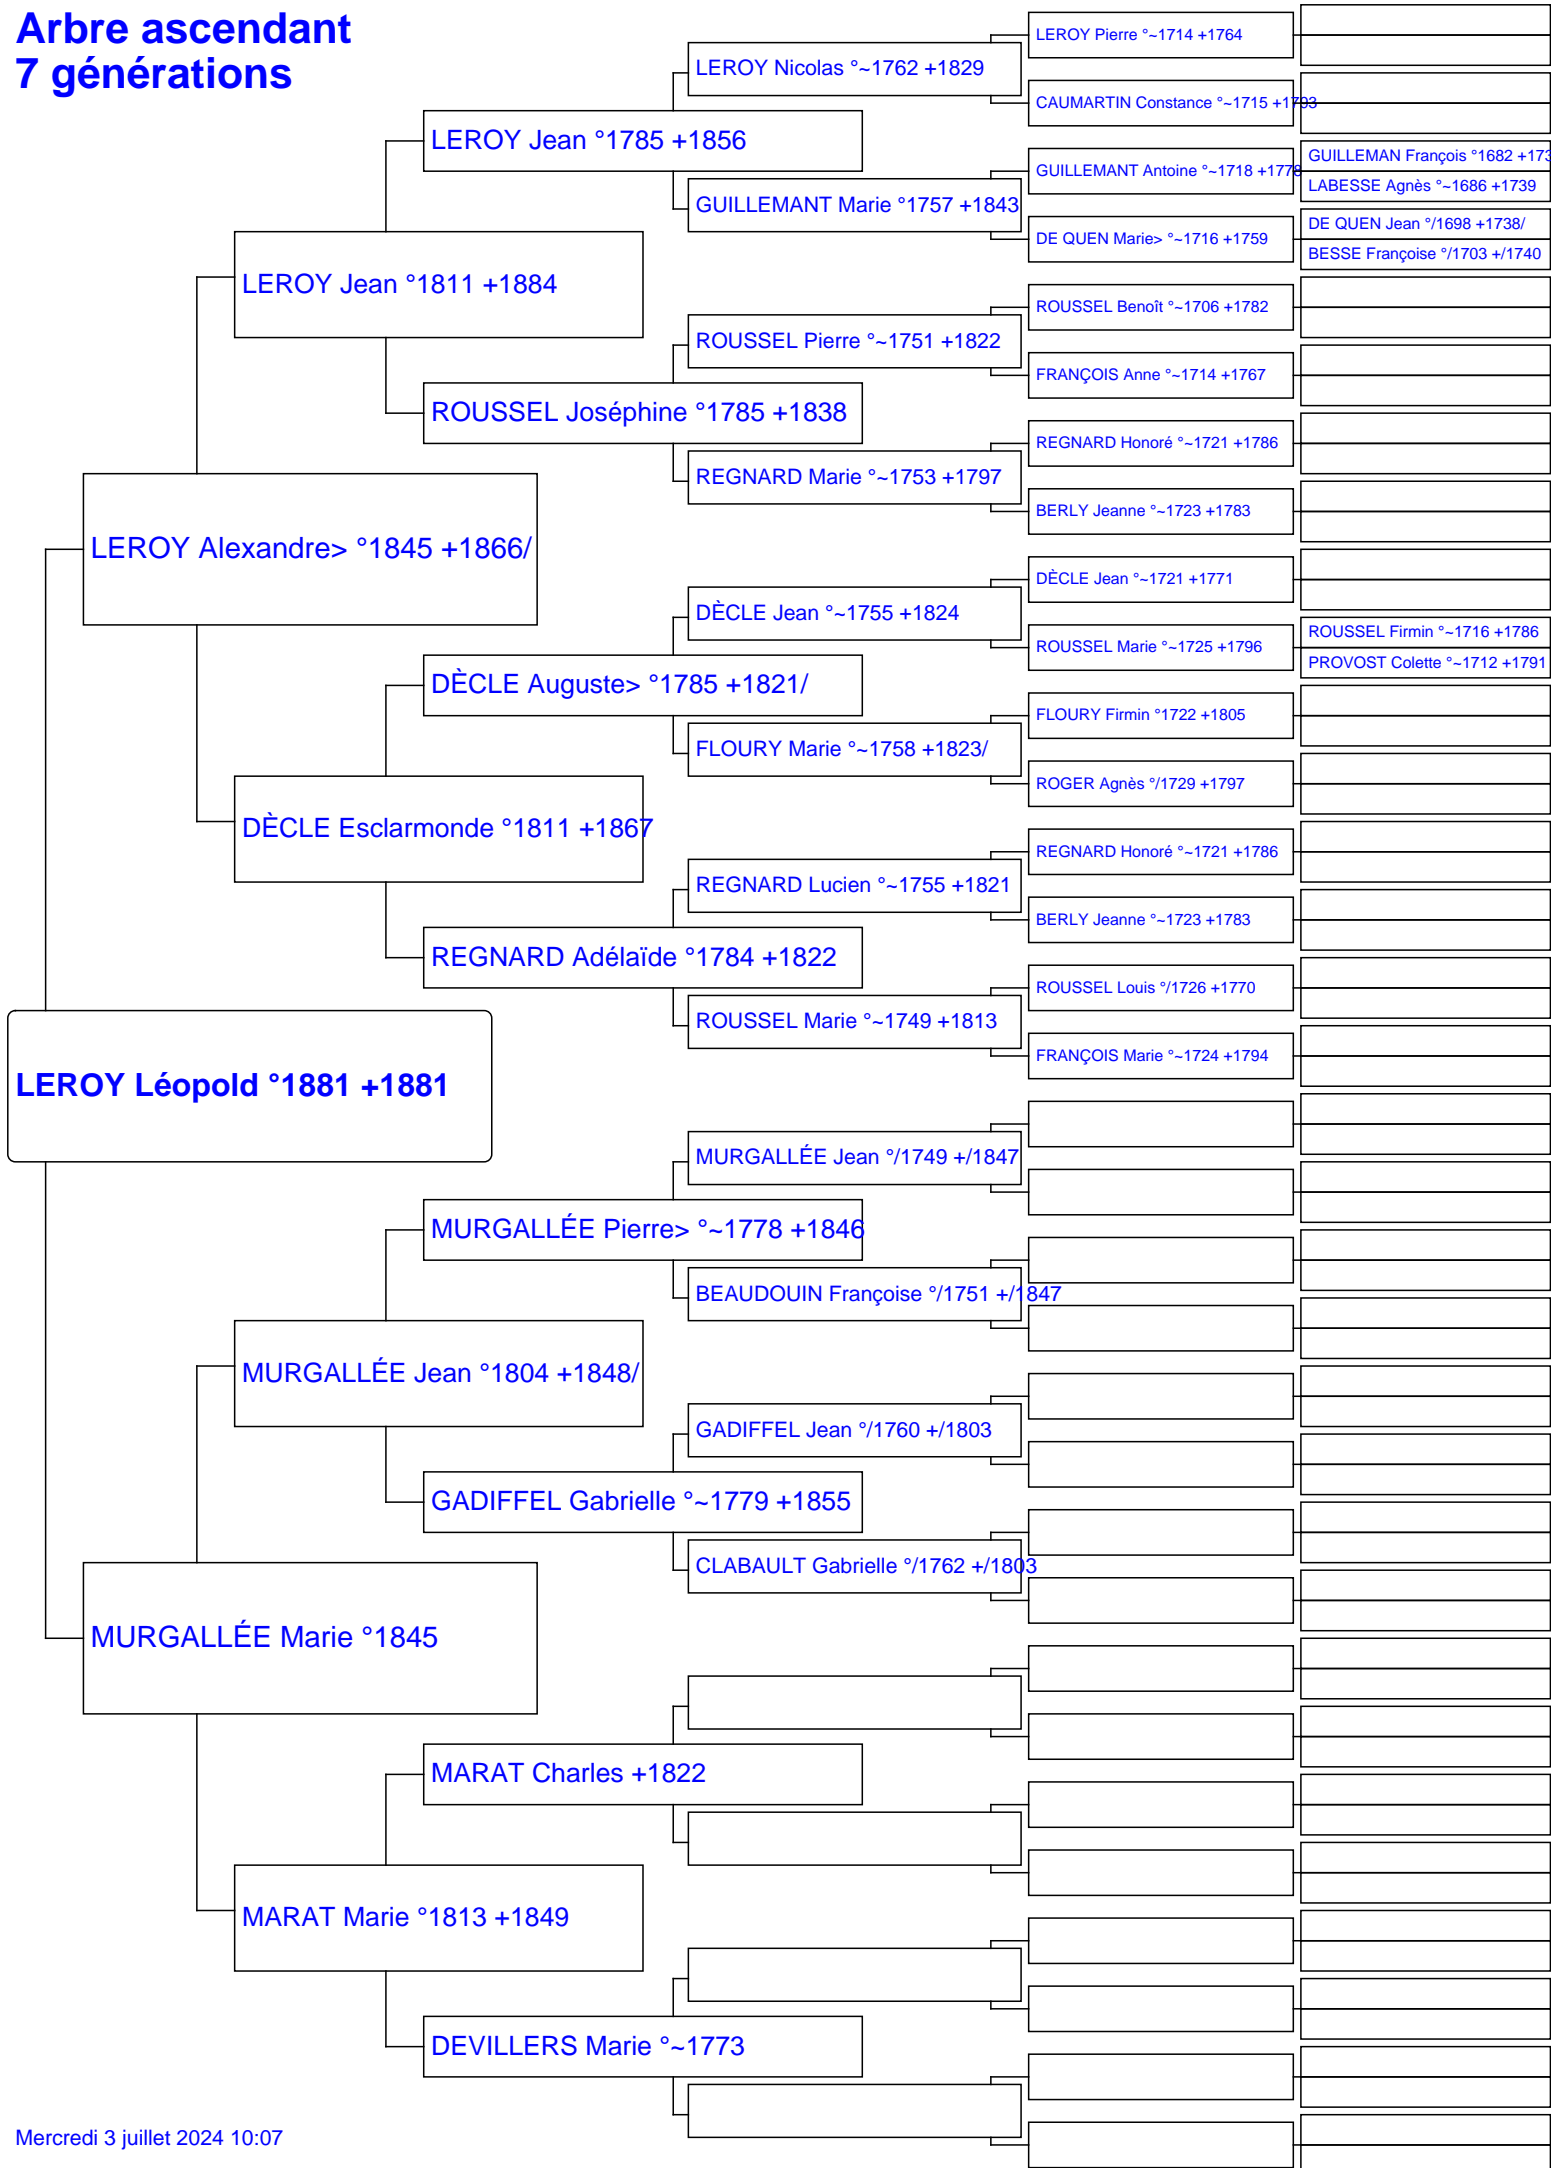 Arbre ascendant
7 générations
LEROY Léopold °1881 +1881
LEROY Alexandre> °1845 +1866/
MURGALLÉE Marie °1845
LEROY Jean °1811 +1884
DÈCLE Esclarmonde °1811 +1867
MURGALLÉE Jean °1804 +1848/
MARAT Marie °1813 +1849
LEROY Jean °1785 +1856
ROUSSEL Joséphine °1785 +1838
DÈCLE Auguste> °1785 +1821/
REGNARD Adélaïde °1784 +1822
MURGALLÉE Pierre> °~1778 +1846
GADIFFEL Gabrielle °~1779 +1855
MARAT Charles +1822
DEVILLERS Marie °~1773
LEROY Nicolas °~1762 +1829
GUILLEMANT Marie °1757 +1843
ROUSSEL Pierre °~1751 +1822
REGNARD Marie °~1753 +1797
DÈCLE Jean °~1755 +1824
FLOURY Marie °~1758 +1823/
REGNARD Lucien °~1755 +1821
ROUSSEL Marie °~1749 +1813
MURGALLÉE Jean °/1749 +/1847
BEAUDOUIN Françoise °/1751 +/1847
GADIFFEL Jean °/1760 +/1803
CLABAULT Gabrielle °/1762 +/1803
LEROY Pierre °~1714 +1764
CAUMARTIN Constance °~1715 +1793
GUILLEMANT Antoine °~1718 +1778
DE QUEN Marie> °~1716 +1759
ROUSSEL Benoît °~1706 +1782
FRANÇOIS Anne °~1714 +1767
REGNARD Honoré °~1721 +1786
BERLY Jeanne °~1723 +1783
DÈCLE Jean °~1721 +1771
ROUSSEL Marie °~1725 +1796
FLOURY Firmin °1722 +1805
ROGER Agnès °/1729 +1797
REGNARD Honoré °~1721 +1786
BERLY Jeanne °~1723 +1783
ROUSSEL Louis °/1726 +1770
FRANÇOIS Marie °~1724 +1794
GUILLEMAN François °1682 +173
LABESSE Agnès °~1686 +1739
DE QUEN Jean °/1698 +1738/
BESSE Françoise °/1703 +/1740
ROUSSEL Firmin °~1716 +1786
PROVOST Colette °~1712 +1791
Mercredi 3 juillet 2024 10:07